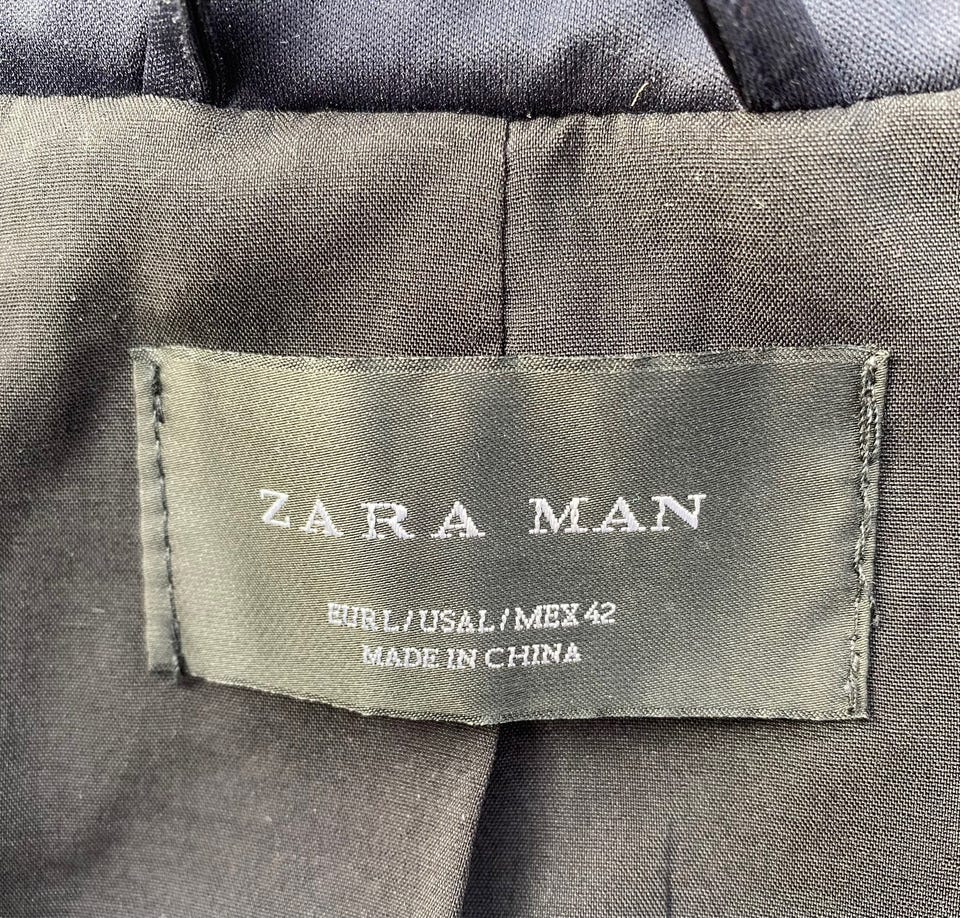 ZARA MAN
EUR L / USA L / MEX 42
MADE IN CHINA